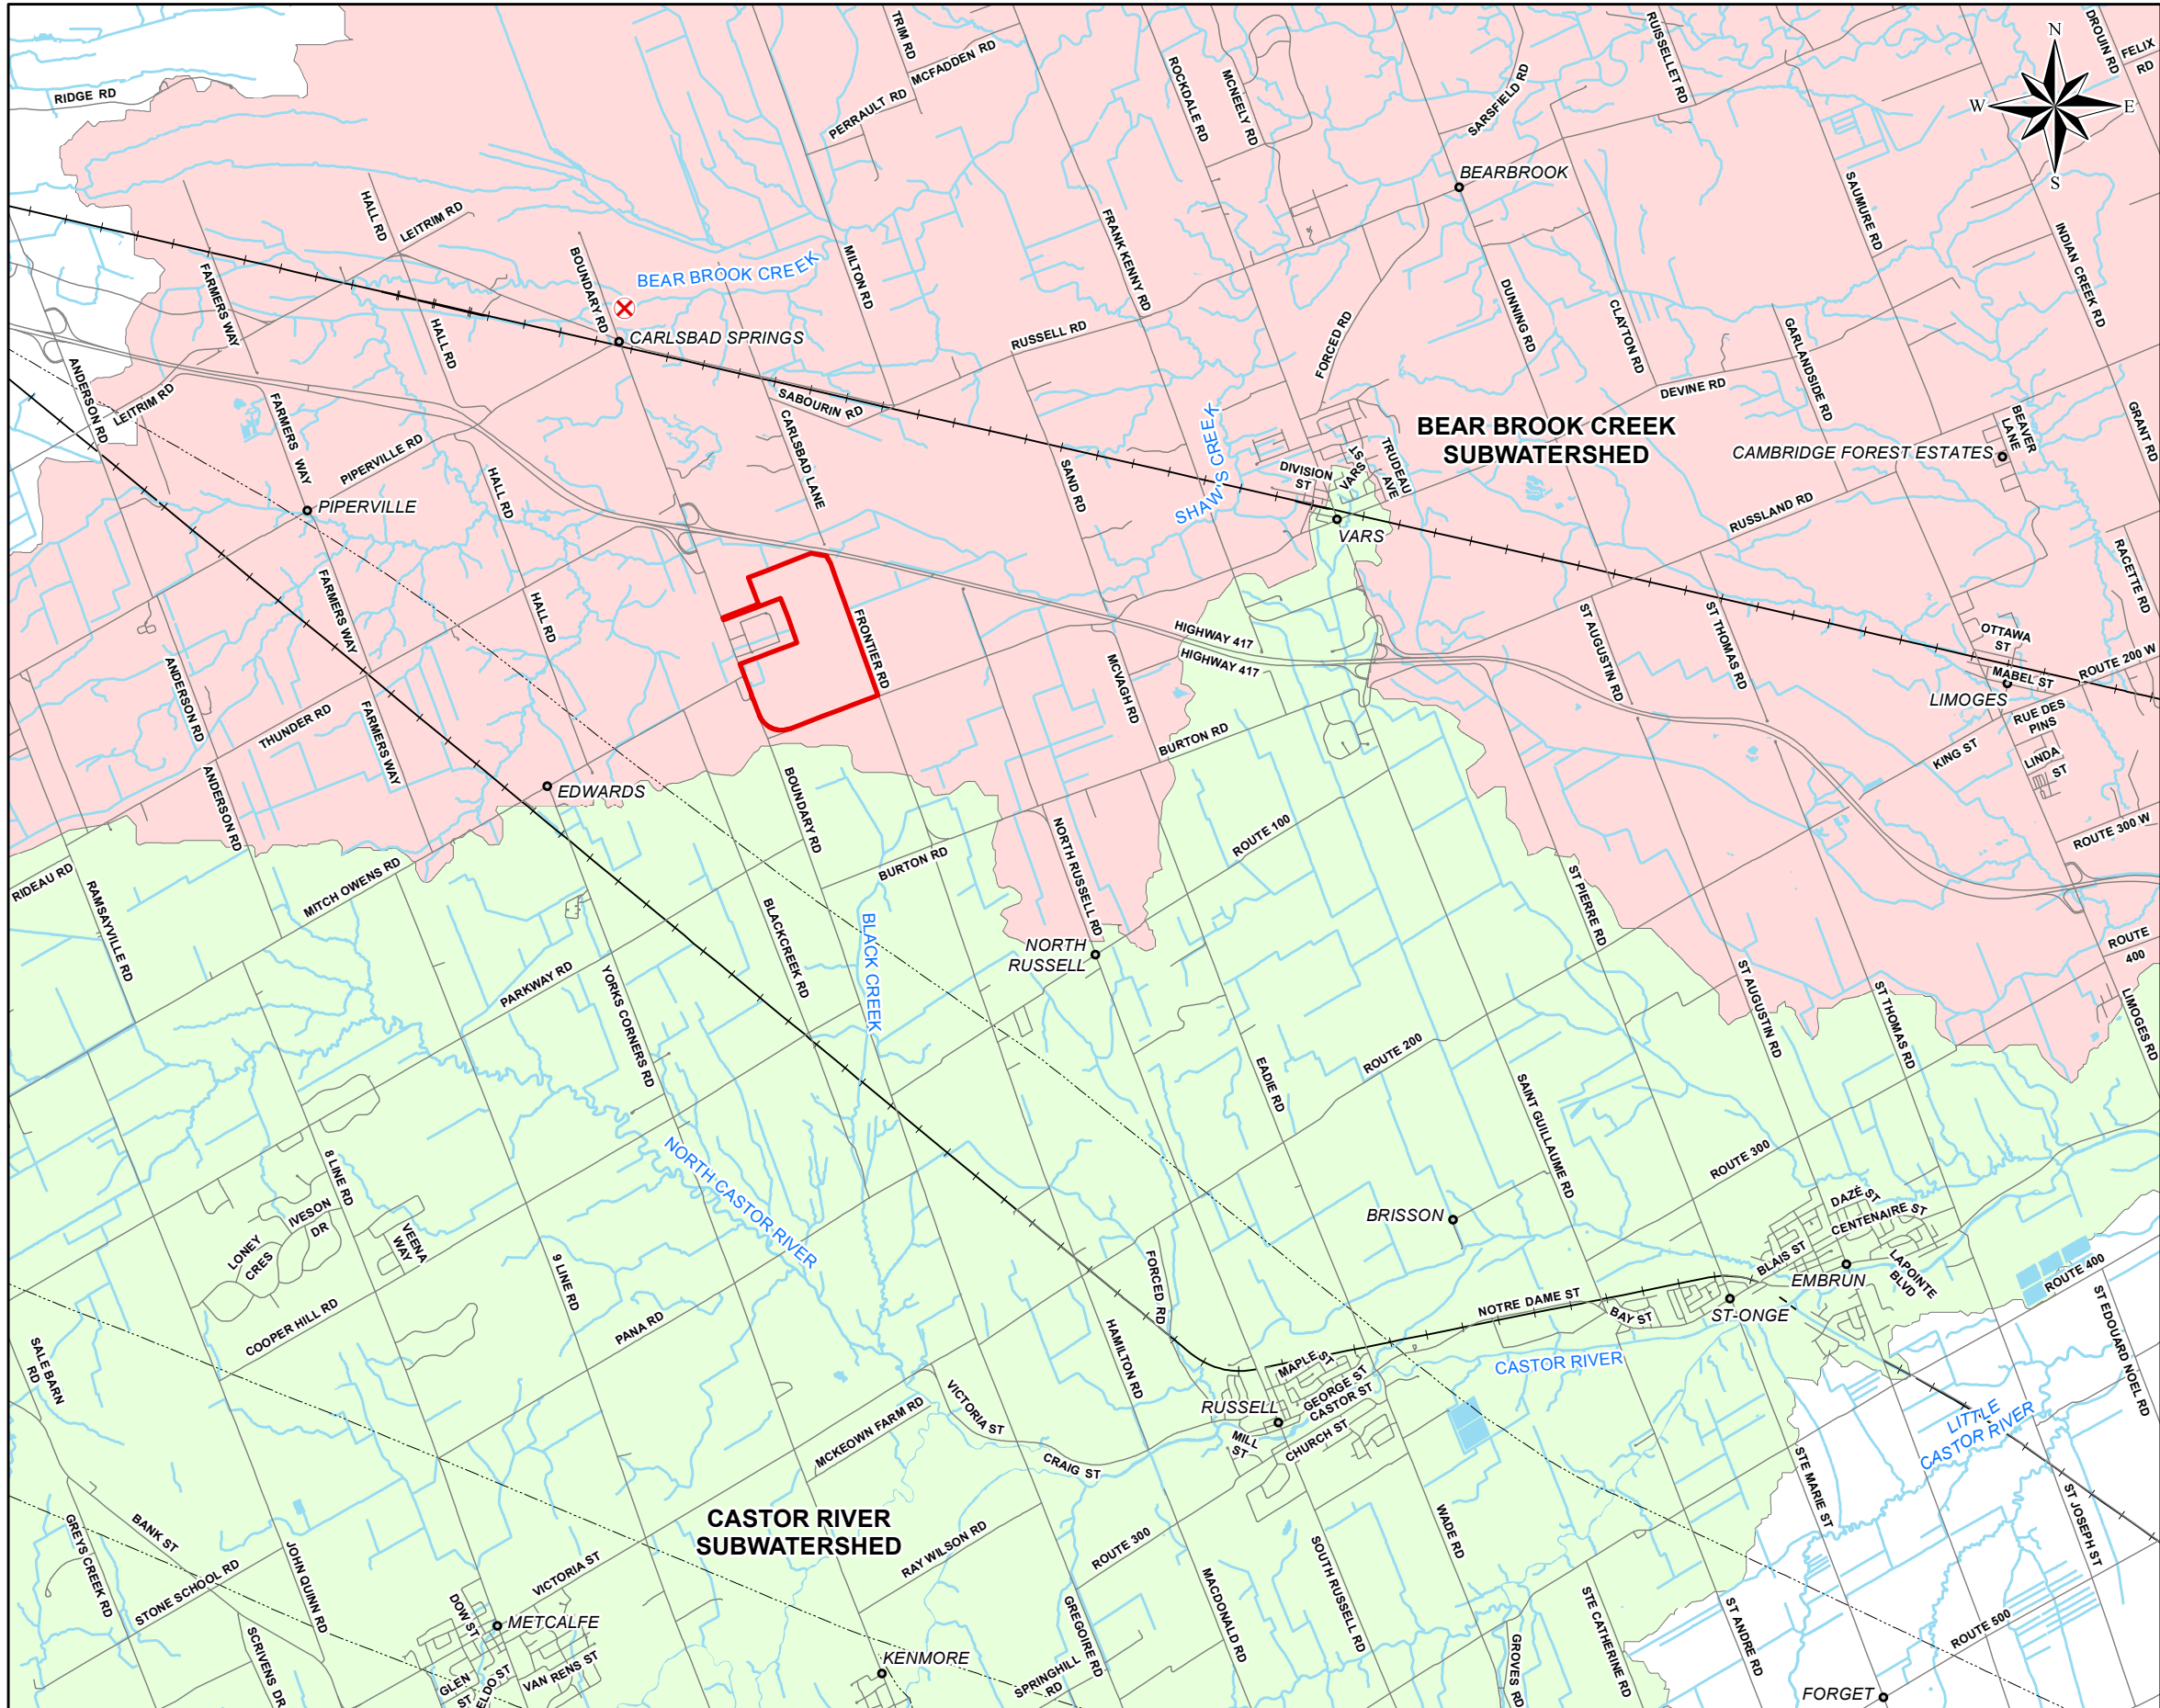 TRIM RD
MCFADDEN RD
PERRAULT RD
RIDGE RD
ROCKDALE RD
MCNEELY RD
SARSFIELD RD
RUSSELLET RD
DROUIN RD
FELIX
RD
N
W
E
S
BEARBROOK
HALL RD
LEITRIM RD
FARMERS WAY
BOUNDARY RD
BEAR BROOK CREEK
MILTON RD
FRANK KENNY RD
SAUMURE RD
INDIAN CREEK RD
HALL RD
CARLSBAD SPRINGS
RUSSELL RD
FORCED RD
DUNNING RD
CLAYTON RD
GARLANDSIDE RD
DEVINE RD
ANDERSON RD
LEITRIM RD
FARMERS WAY
PIPERVILLE RD
SABOURIN RD
CARLSBAD LANE
SHAW'S CREEK
BEAR BROOK CREEK
SUBWATERSHED
CAMBRIDGE FOREST ESTATES
BEAVER
LANE
GRANT RD
DIVISION
ST
VARS
ST
TRUDEAU
AVE
SAND RD
HALL RD
PIPERVILLE
VARS
RUSSLAND RD
RACETTE RD
FARMERS WAY
HALL RD
FRONTIER RD
HIGHWAY 417
HIGHWAY 417
ST AUGUSTIN RD
ST THOMAS RD
OTTAWA
ST
MABEL ST
ROUTE 200 W
LIMOGES
RUE DES
PINS
LINDA
ST
KING ST
ROUTE 300 W
ANDERSON RD
FARMERS WAY
THUNDER RD
MCVAGH RD
BURTON RD
ANDERSON RD
EDWARDS
BOUNDARY RD
NORTH RUSSELL RD
ROUTE 100
BURTON RD
RIDEAU RD
RAMSAYVILLE RD
MITCH OWENS RD
BLACKCREEK RD
BLACK CREEK
ST PIERRE RD
ROUTE
400
NORTH
RUSSELL
PARKWAY RD
YORKS CORNERS RD
ST AUGUSTIN RD
ST THOMAS RD
LIMOGES RD
ROUTE 200
EADIE RD
SAINT GUILLAUME RD
NORTH CASTOR RIVER
ROUTE 300
8 LINE RD
IVESON
DR
LONEY
CRES
VEENA
WAY
BRISSON
DAZÉ ST
CENTENAIRE ST
BLAIS ST
LAPOINTE
BLVD
EMBRUN
ROUTE 400
ST EDOUARD NOEL RD
9 LINE RD
FORCED RD
NOTRE DAME ST
BAY ST
ST-ONGE
COOPER HILL RD
PANA RD
HAMILTON RD
MAPLE ST
CASTOR RIVER
SALE BARN
RD
GEORGE ST
CASTOR ST
RUSSELL
MILL
ST
CHURCH ST
VICTORIA ST
MCKEOWN FARM RD
CRAIG ST
LITTLE
CASTOR RIVER
STE MARIE ST
ST JOSEPH ST
CASTOR RIVER
SUBWATERSHED
GREYS CREEK RD
BANK ST
STONE SCHOOL RD
JOHN QUINN RD
VICTORIA ST
RAY WILSON RD
ROUTE 300
WADE RD
SOUTH RUSSELL RD
MACDONALD RD
GREGOIRE RD
STE CATHERINE RD
ST ANDRE RD
ROUTE 500
DOW ST
METCALFE
SCRIVENS DR
GLEN
ST
VAN RENS ST
KENMORE
SPRINGHILL
RD
GROVES RD
FORGET